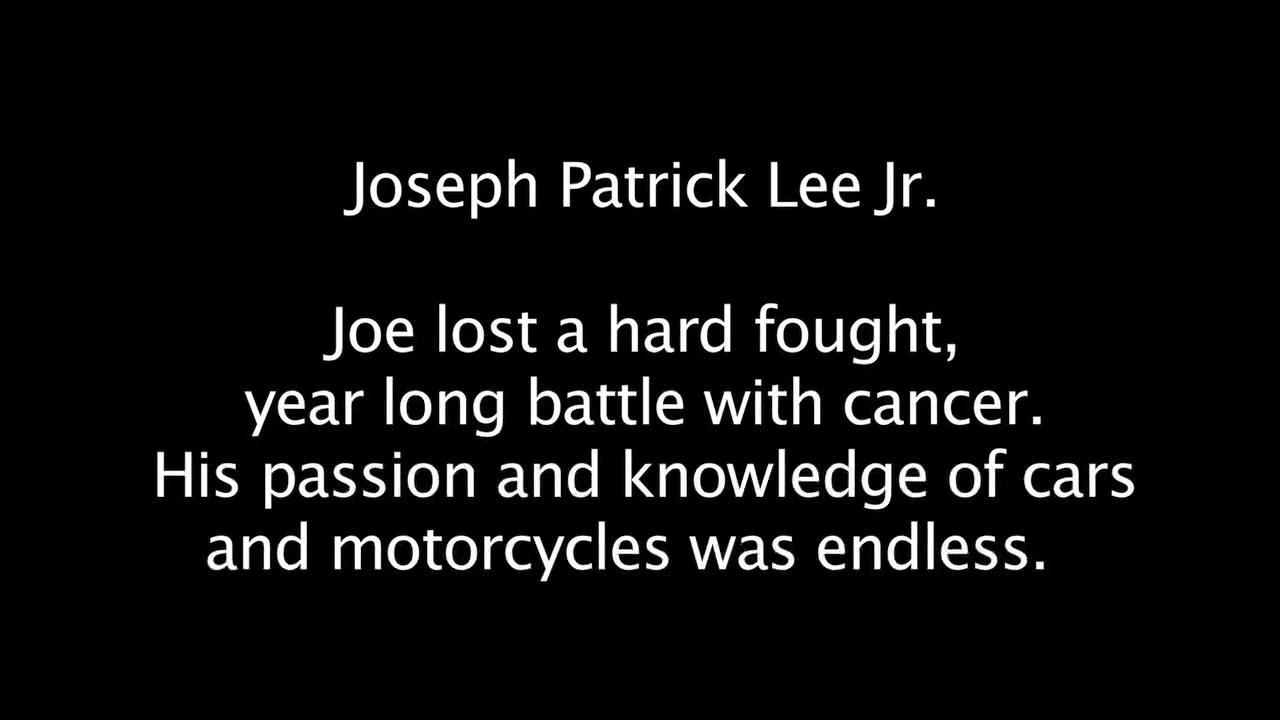 Joseph Patrick Lee Jr.
Joe lost a hard fought,
year long battle with cancer.
His passion and knowledge of cars
and motorcycles was endless.